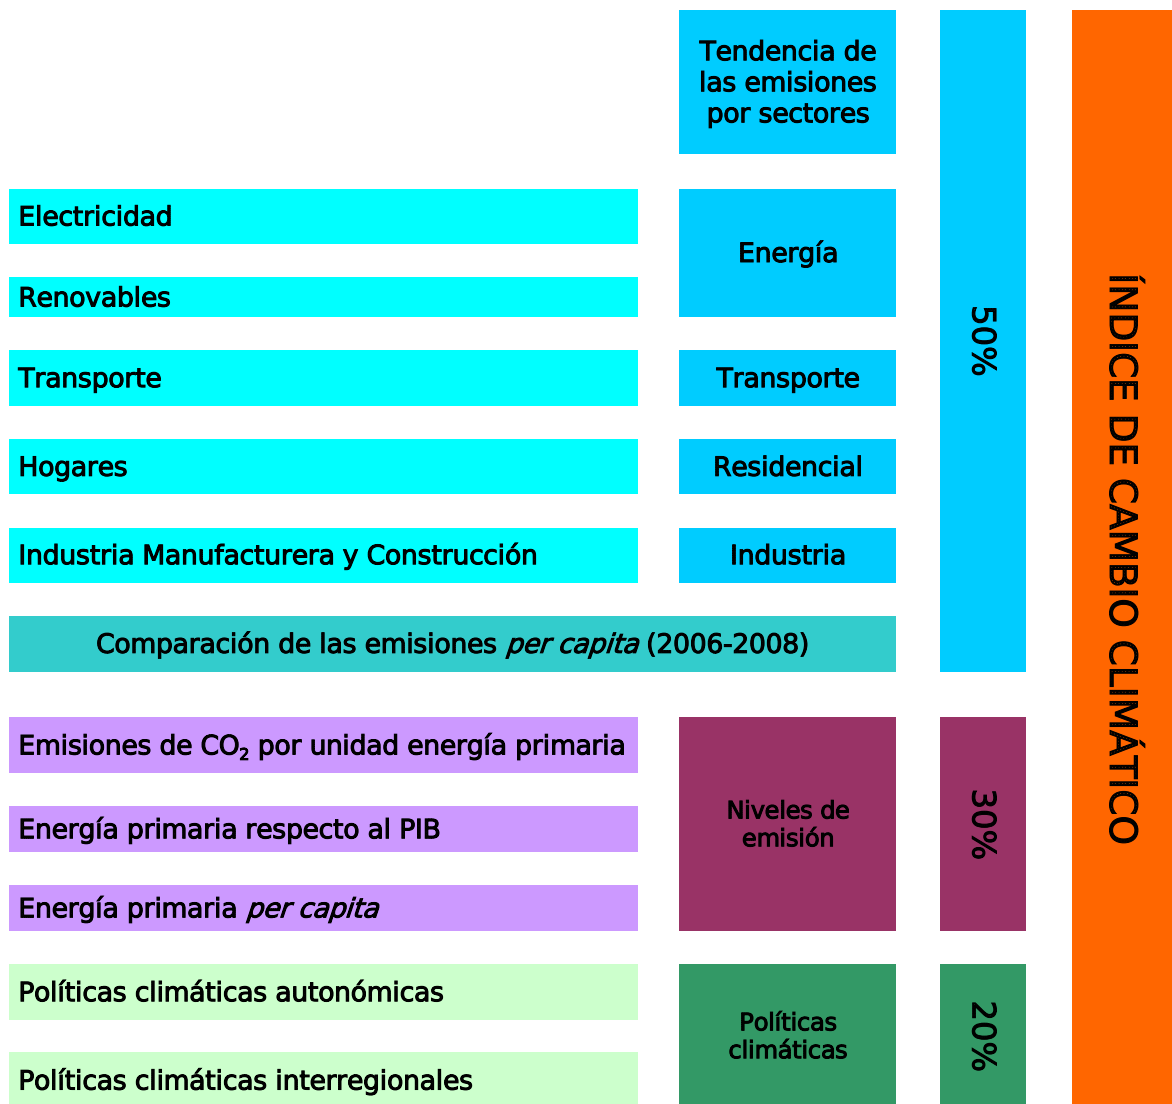 Tendencia de
las emisiones
por sectores
Electricidad
Energía
Renovables
Transporte
Transporte
Hogares
Residencial
Industria Manufacturera y Construcción
Industria
Comparación de las emisiones per capita (2006-2008)
50%
Emisiones de CO₂ por unidad energía primaria
Energía primaria respecto al PIB
Energía primaria per capita
Niveles de
emisión
30%
Políticas climáticas autonómicas
Políticas climáticas interregionales
Políticas
climáticas
20%
ÍNDICE DE CAMBIO CLIMÁTICO